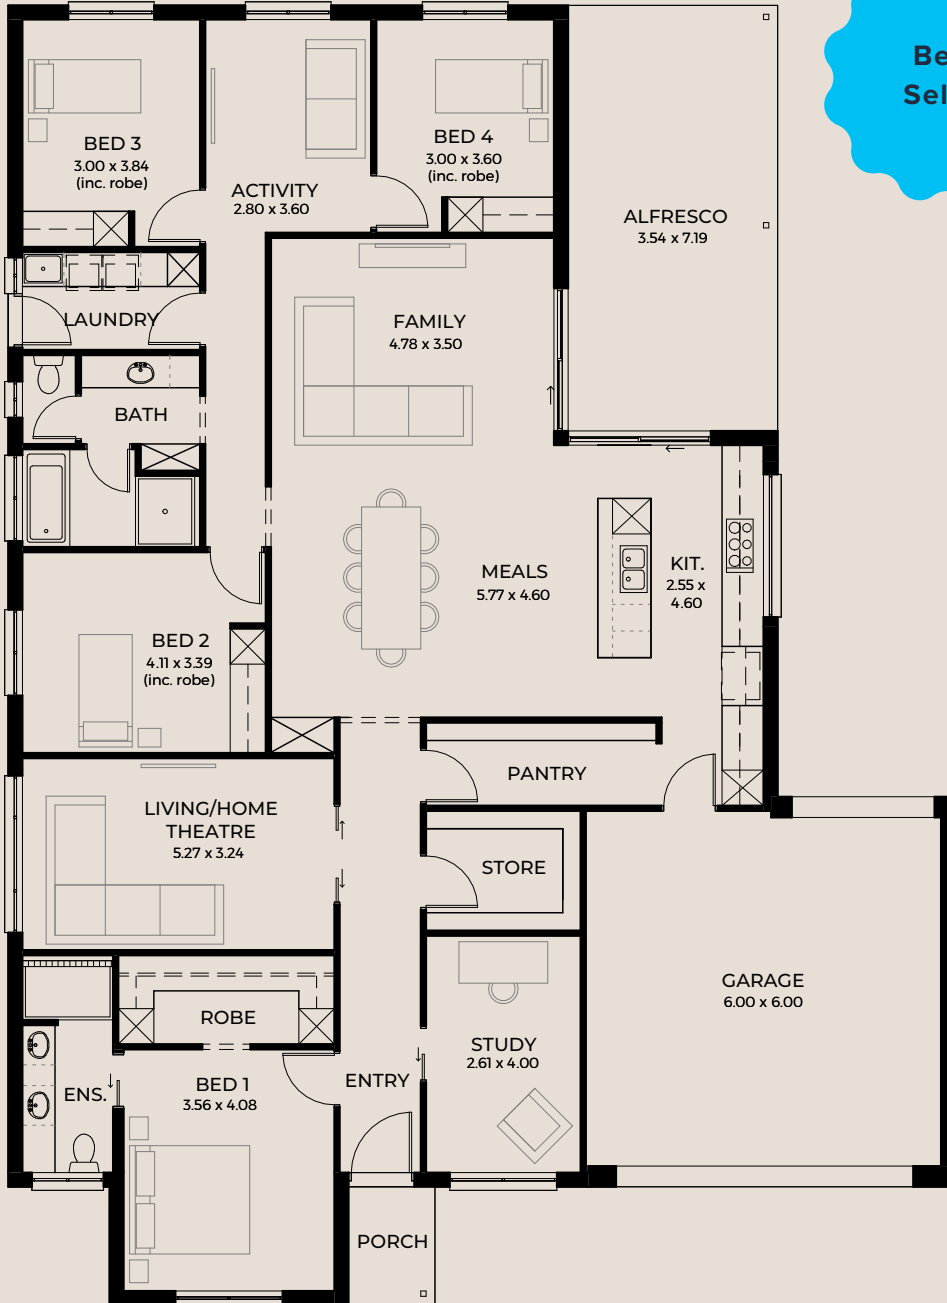 Be
Sel
BED 3
3.00 x 3.84
(inc. robe)
ACTIVITY
2.80 x 3.60
BED 4
3.00 x 3.60
(inc. robe)
ALFRESCO
3.54 x 7.19
LAUNDRY
FAMILY
4.78 x 3.50
BATH
MEALS
5.77 x 4.60
KIT.
2.55 x
4.60
BED 2
4.11 x 3.39
(inc. robe)
PANTRY
LIVING/HOME
THEATRE
5.27 x 3.24
STORE
GARAGE
6.00 x 6.00
ROBE
STUDY
2.61 x 4.00
ENS.
BED 1
3.56 x 4.08
ENTRY
PORCH